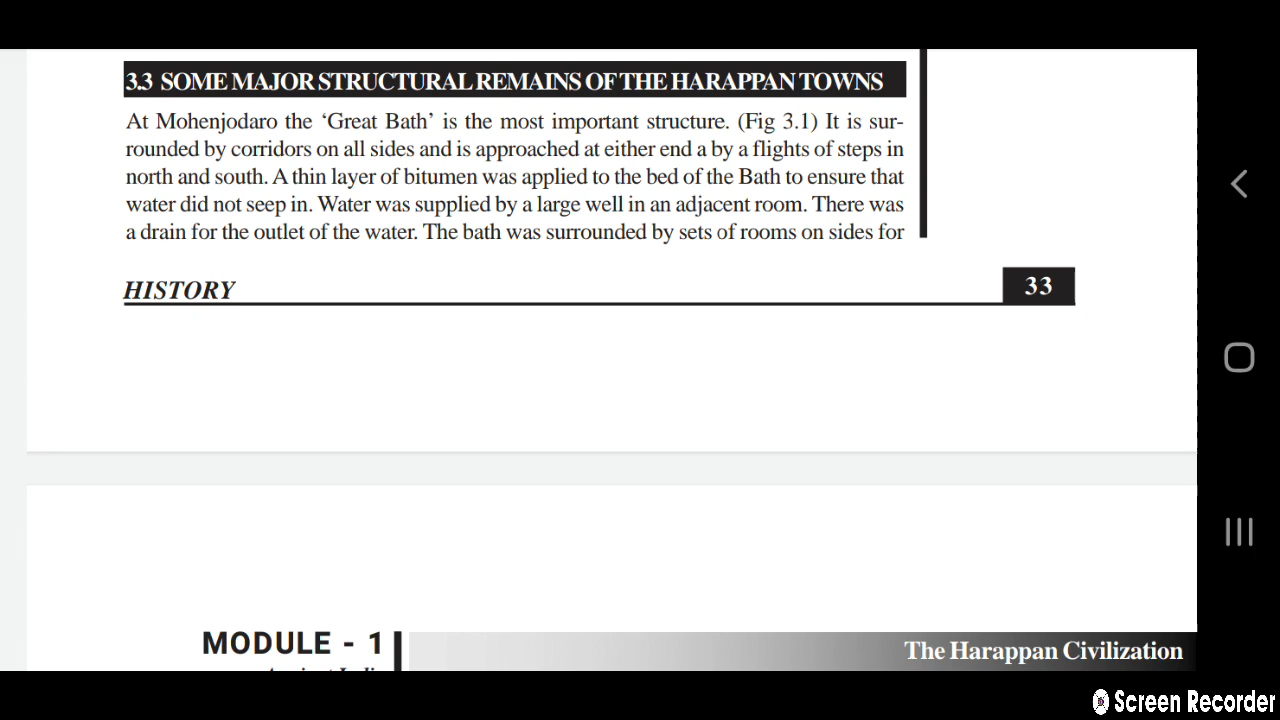 3.3 SOME MAJOR STRUCTURAL REMAINS OF THE HARAPPAN TOWNS
At Mohenjodaro the ‘Great Bath’ is the most important structure. (Fig 3.1) It is sur-
rounded by corridors on all sides and is approached at either end a by a flights of steps in
north and south. A thin layer of bitumen was applied to the bed of the Bath to ensure that
water did not seep in. Water was supplied by a large well in an adjacent room. There was
a drain for the outlet of the water. The bath was surrounded by sets of rooms on sides for
HISTORY
33
MODULE - 1
The Harappan Civilization
Screen Recorder